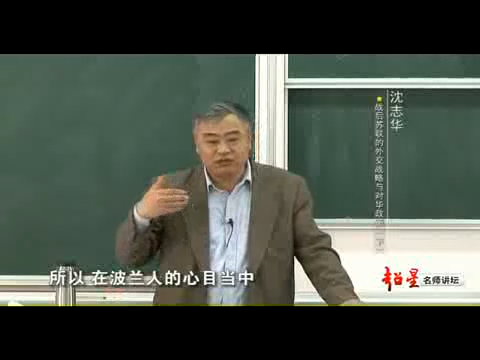 沈志华
战后苏联的外交战略与对华政策(下)
所以 在波兰人的心目当中
超星
名师讲坛